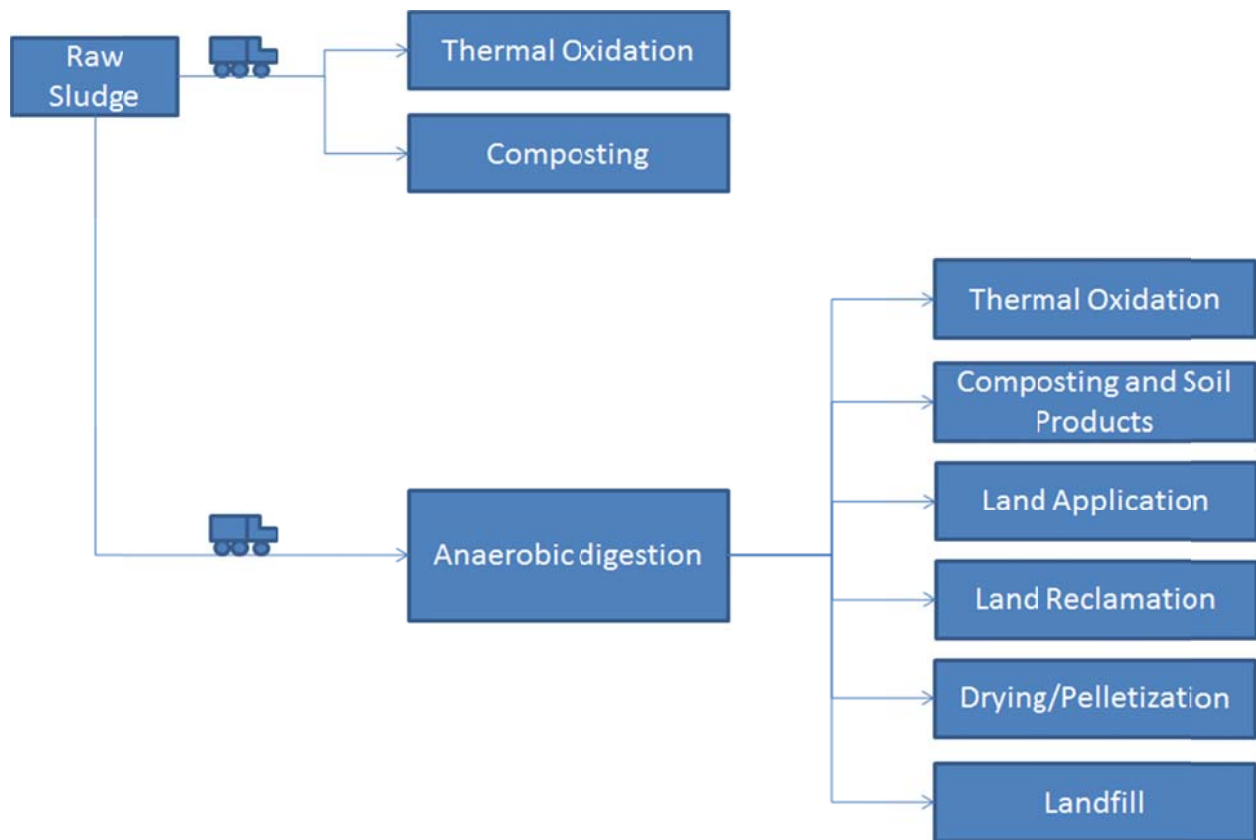 Raw
Sludge
Thermal Oxidation
Composting
Anaerobic digestion
Thermal Oxidation
Composting and Soil
Products
Land Application
Land Reclamation
Drying/Pelletization
Landfill